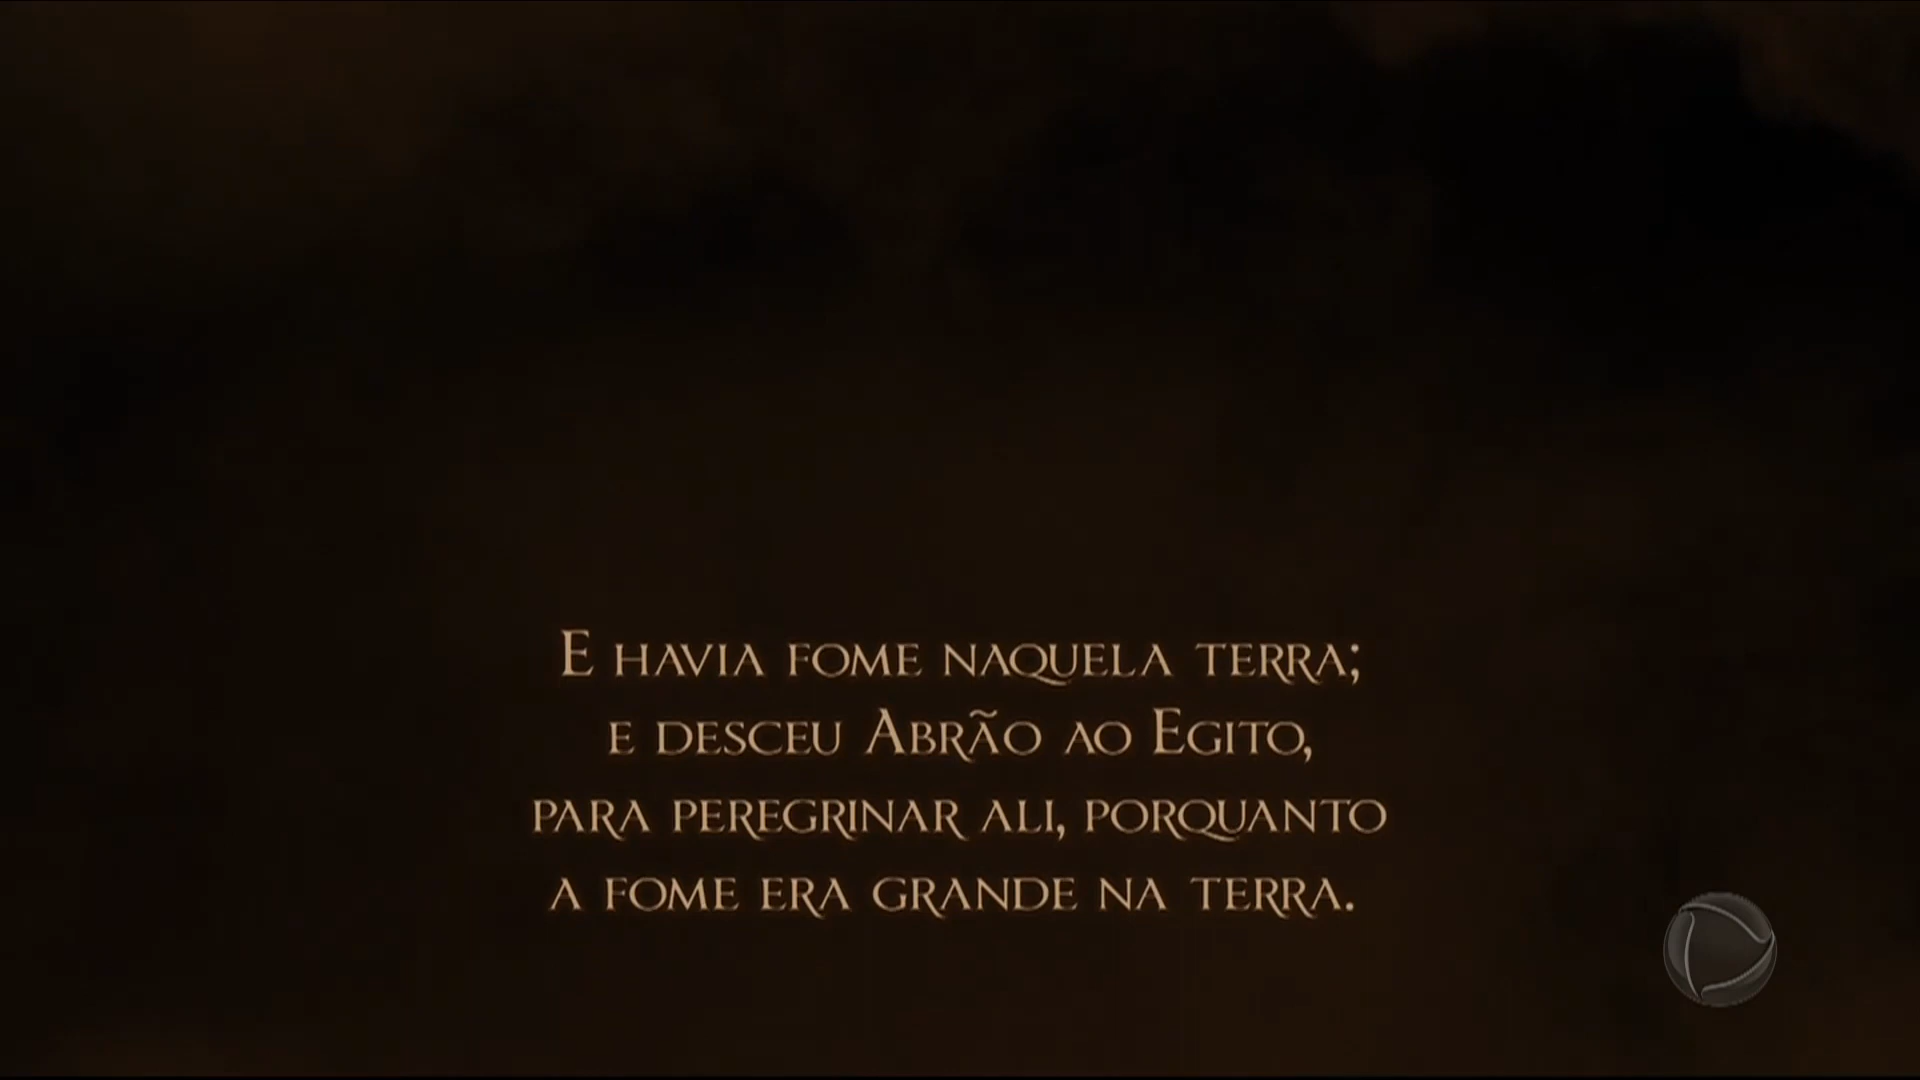 E HAVIA FOME NAQUELA TERRA;
E DESCEU ABRÃO AO EGITO,
PARA PEREGRINAR ALI, PORQUANTO
A FOME ERA GRANDE NA TERRA.